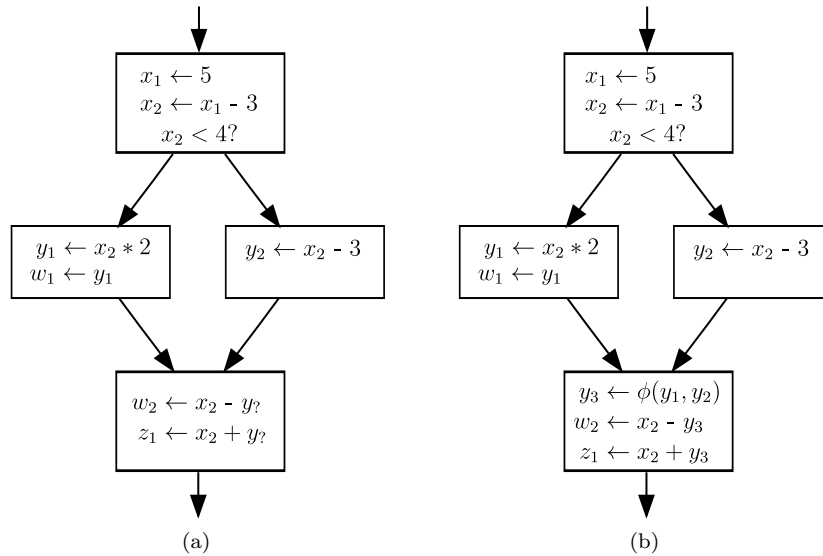 x₁ ← 5
x₂ ← x₁ - 3
x₂ < 4?
y₁ ← x₂ * 2
w₁ ← y₁
y₂ ← x₂ - 3
w₂ ← x₂ - y?
z₁ ← x₂ + y?
(a)
x₁ ← 5
x₂ ← x₁ - 3
x₂ < 4?
y₁ ← x₂ * 2
w₁ ← y₁
y₂ ← x₂ - 3
y₃ ← ϕ(y₁, y₂)
w₂ ← x₂ - y₃
z₁ ← x₂ + y₃
(b)